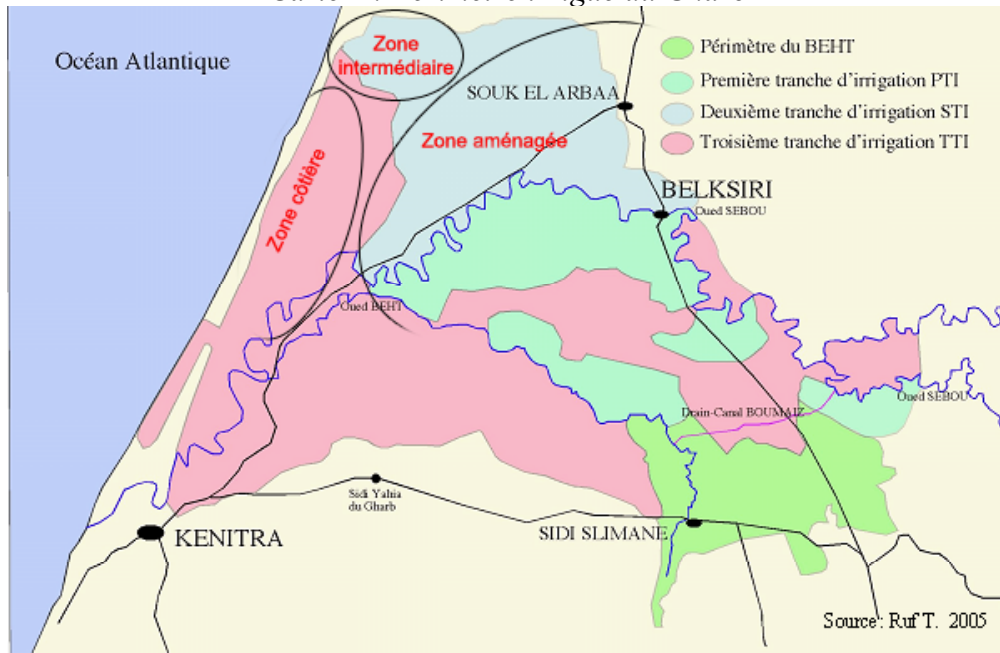 Océan Atlantique
Zone
intermédiaire
Périmètre du BEHT
Première tranche d'irrigation PTI
Deuxième tranche d'irrigation STI
Troisième tranche d'irrigation TTI
SOUK EL ARBAA
Zone aménagée
Zone côtière
BELKSIRI
Oued SEBOU
Oued BEHT
Oued SEBOU
Drain-Canal BOUMAIZ
Sidi Yahia
du Gharb
SIDI SLIMANE
KENITRA
Source: Ruf T. 2005